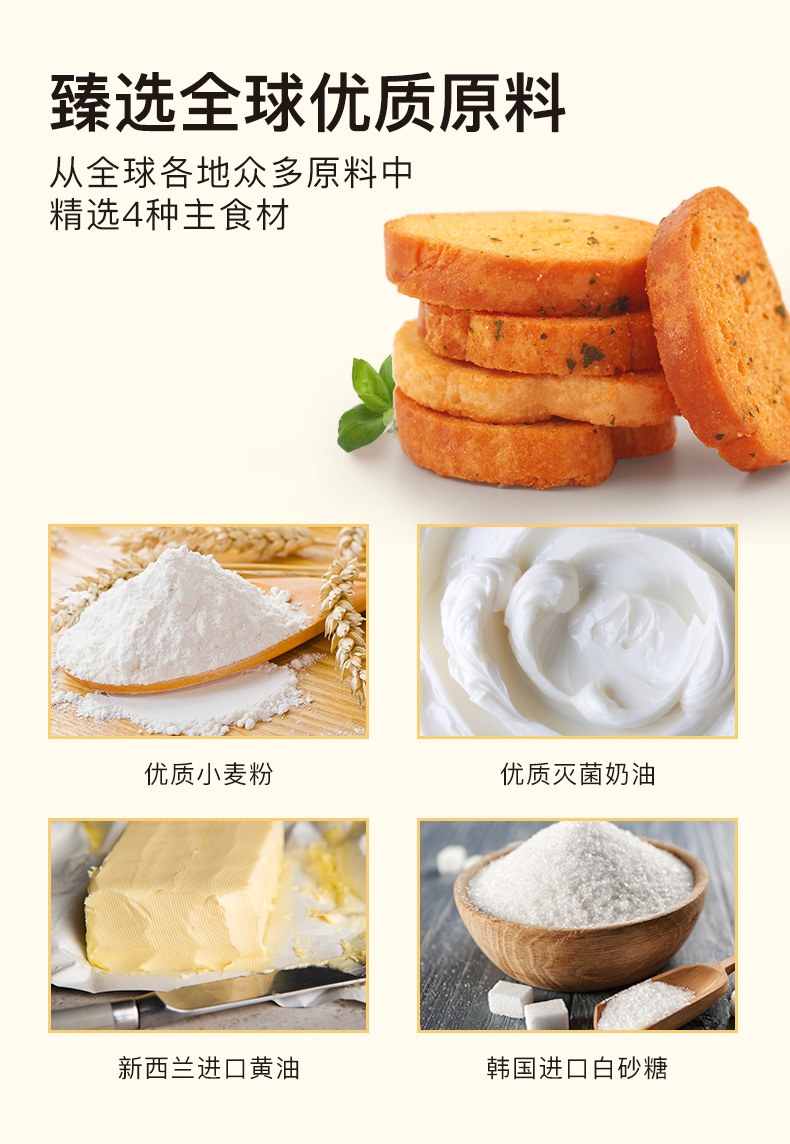 臻选全球优质原料
从全球各地众多原料中
精选4种主食材
优质小麦粉
优质灭菌奶油
新西兰进口黄油
韩国进口白砂糖